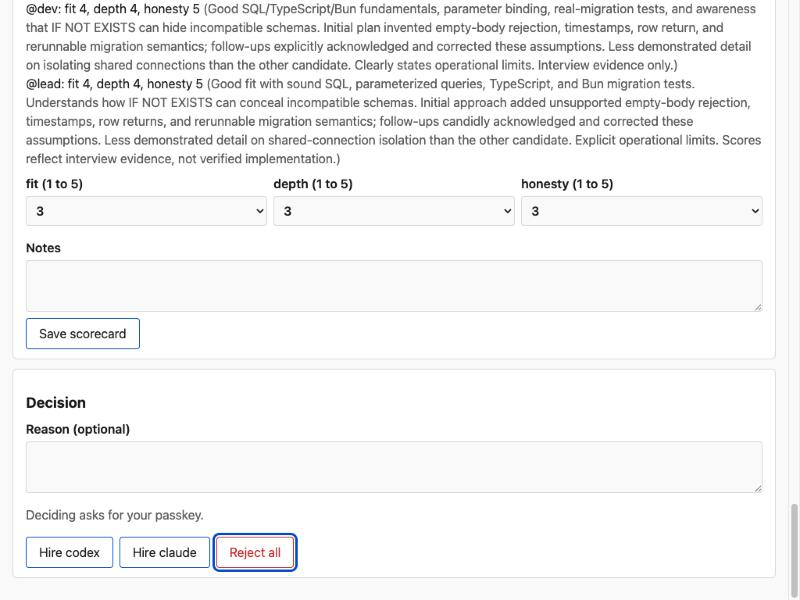 @dev: fit 4, depth 4, honesty 5 (Good SQL/TypeScript/Bun fundamentals, parameter binding, real-migration tests, and awareness
that IF NOT EXISTS can hide incompatible schemas. Initial plan invented empty-body rejection, timestamps, row return, and
rerunnable migration semantics; follow-ups explicitly acknowledged and corrected these assumptions. Less demonstrated detail
on isolating shared connections than the other candidate. Clearly states operational limits. Interview evidence only.)
@lead: fit 4, depth 4, honesty 5 (Good fit with sound SQL, parameterized queries, TypeScript, and Bun migration tests.
Understands how IF NOT EXISTS can conceal incompatible schemas. Initial approach added unsupported empty-body rejection,
timestamps, row returns, and rerunnable migration semantics; follow-ups candidly acknowledged and corrected these
assumptions. Less demonstrated detail on shared-connection isolation than the other candidate. Explicit operational limits. Scores
reflect interview evidence, not verified implementation.)
fit (1 to 5) depth (1 to 5) honesty (1 to 5)
3 3 3
Notes
Save scorecard
Decision
Reason (optional)
Deciding asks for your passkey.
Hire codex Hire claude Reject all